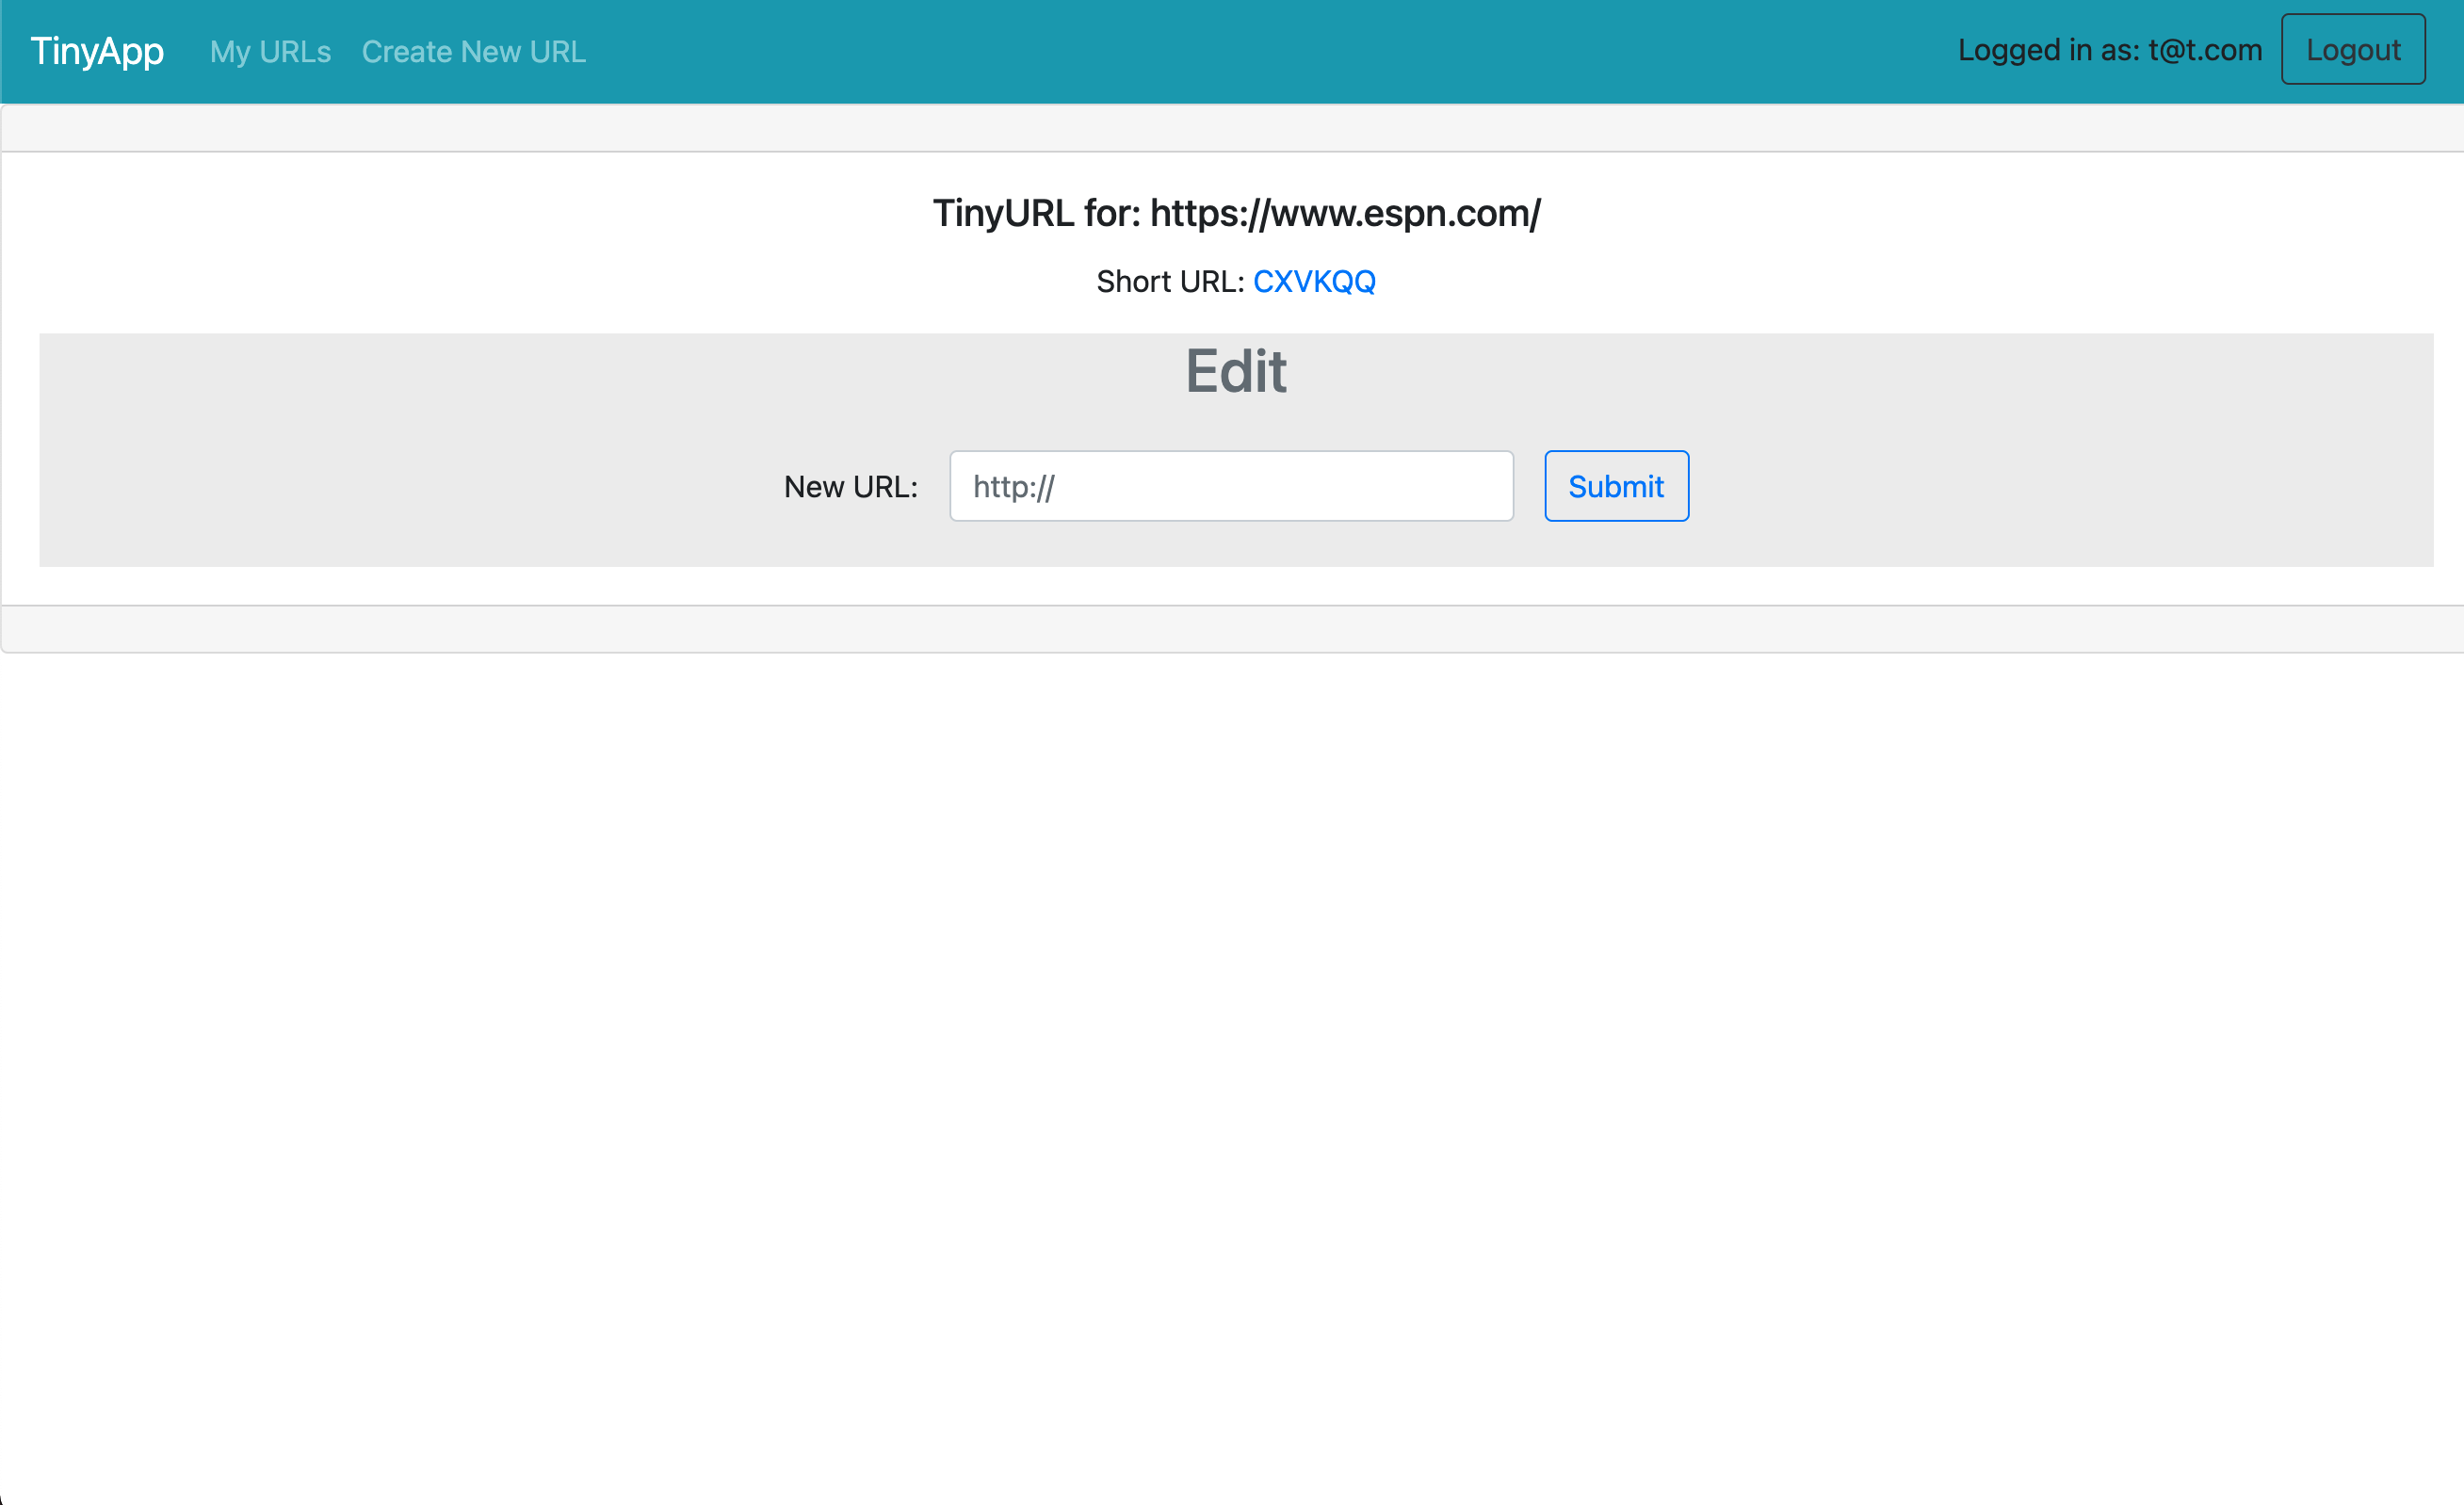 TinyApp My URLs Create New URL Logged in as: t@t.com Logout
TinyURL for: https://www.espn.com/
Short URL: CXVKQQ
Edit
New URL: http:// Submit